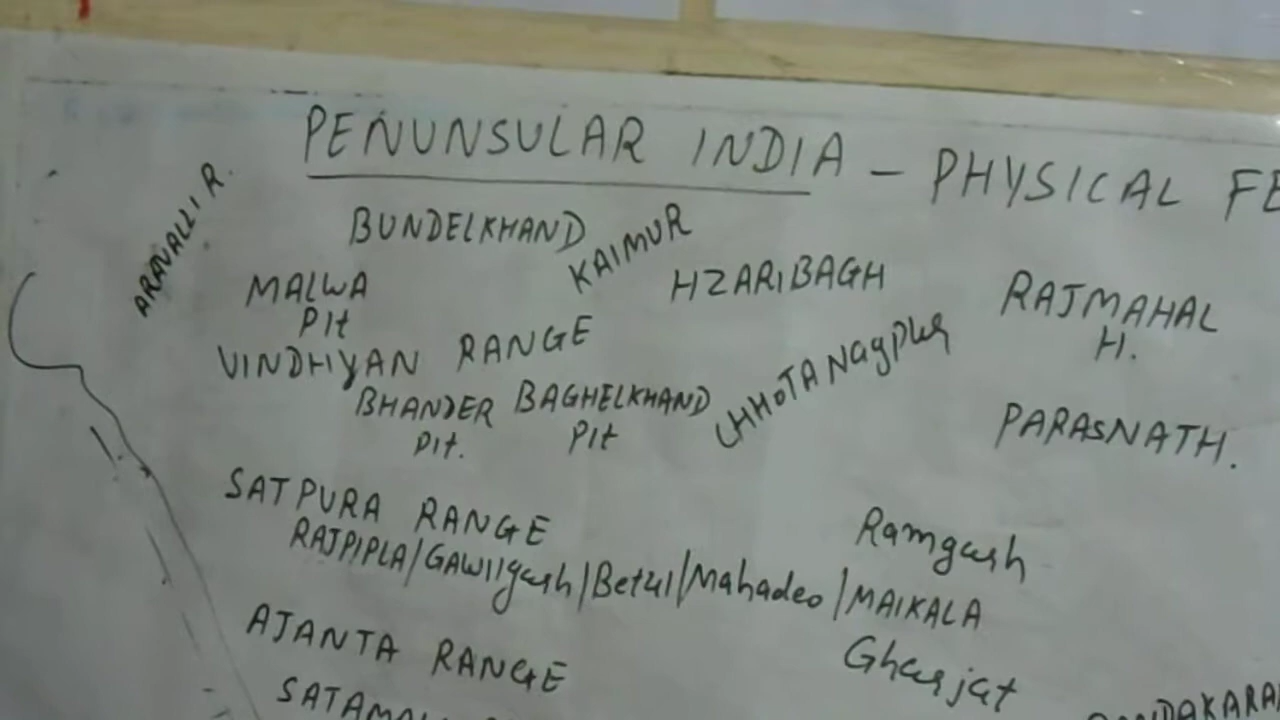 PENUNSULAR INDIA - PHYSICAL FE
ARAVALLI R.
BUNDELKHAND
KAIMUR
MALWA
Plt
HZARIBAGH
RAJMAHAL
H.
VINDHYAN RANGE
BHANDER
Plt.
BAGHELKHAND
Plt
CHHOTANagpur
PARASNATH.
SATPURA RANGE
RAJPIPLA/GAWIlgarh/Betul/Mahadeo/MAIKALA
Ramgarh
AJANTA RANGE
Gharjat